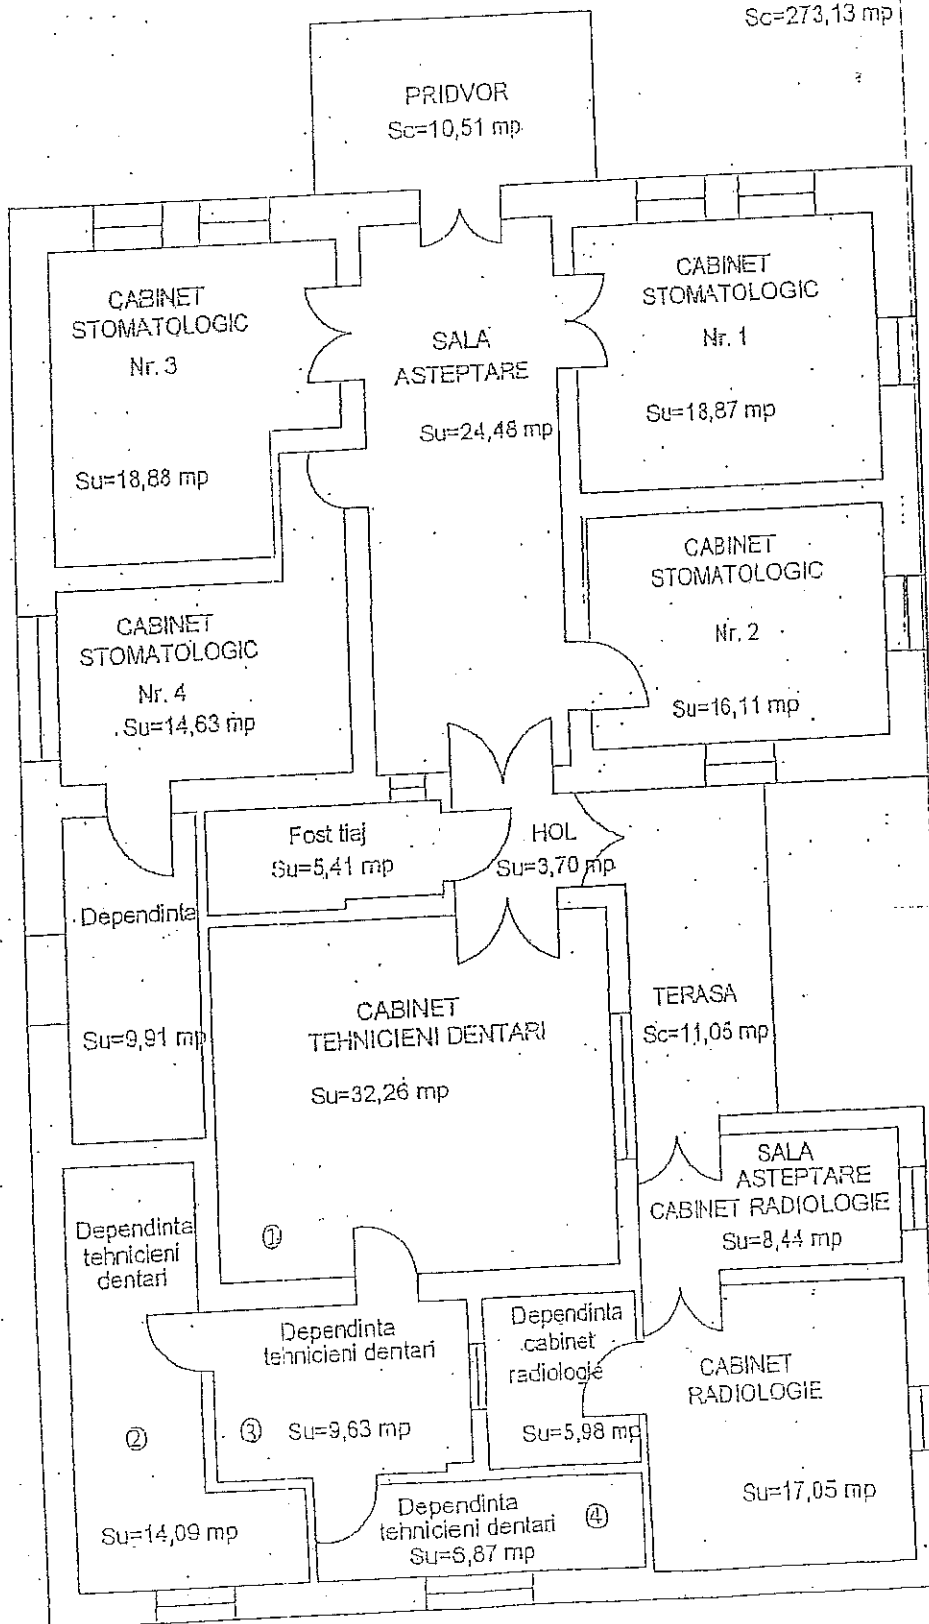 Sc=273,13 mp
PRIDVOR
Sc=10,51 mp
CABINET
STOMATOLOGIC
Nr. 3
Su=18,88 mp
SALA
ASTEPTARE
Su=24,48 mp
CABINET
STOMATOLOGIC
Nr. 1
Su=18,87 mp
CABINET
STOMATOLOGIC
Nr. 2
Su=16,11 mp
CABINET
STOMATOLOGIC
Nr. 4
Su=14,63 mp
Fost tiaj
Su=5,41 mp
HOL
Su=3,70 mp
Dependinta
Su=9,91 mp
CABINET
TEHNICIENI DENTARI
Su=32,26 mp
①
TERASA
Sc=11,05 mp
SALA
ASTEPTARE
CABINET RADIOLOGIE
Su=8,44 mp
Dependinta
tehnicieni
dentari
②
Su=14,09 mp
Dependinta
tehnicieni dentari
③ Su=9,63 mp
Dependinta
cabinet
radiologie
Su=5,98 mp
CABINET
RADIOLOGIE
Su=17,05 mp
Dependinta
tehnicieni dentari ④
Su=6,87 mp